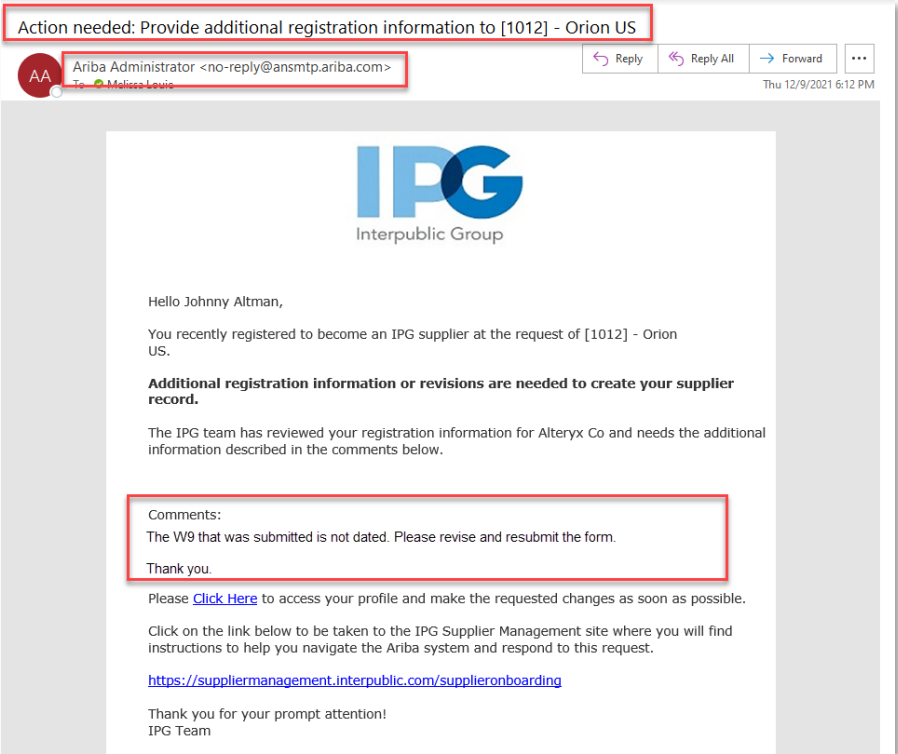 Action needed: Provide additional registration information to [1012] - Orion US
AA
Ariba Administrator <no-reply@ansmtp.ariba.com>
To Melissa Louie
Reply
Reply All
Forward
...
Thu 12/9/2021 6:12 PM
IPG
Interpublic Group
Hello Johnny Altman,
You recently registered to become an IPG supplier at the request of [1012] - Orion
US.
Additional registration information or revisions are needed to create your supplier
record.
The IPG team has reviewed your registration information for Alteryx Co and needs the additional
information described in the comments below.
Comments:
The W9 that was submitted is not dated. Please revise and resubmit the form.
Thank you.
Please Click Here to access your profile and make the requested changes as soon as possible.
Click on the link below to be taken to the IPG Supplier Management site where you will find
instructions to help you navigate the Ariba system and respond to this request.
https://suppliermanagement.interpublic.com/supplieronboarding
Thank you for your prompt attention!
IPG Team